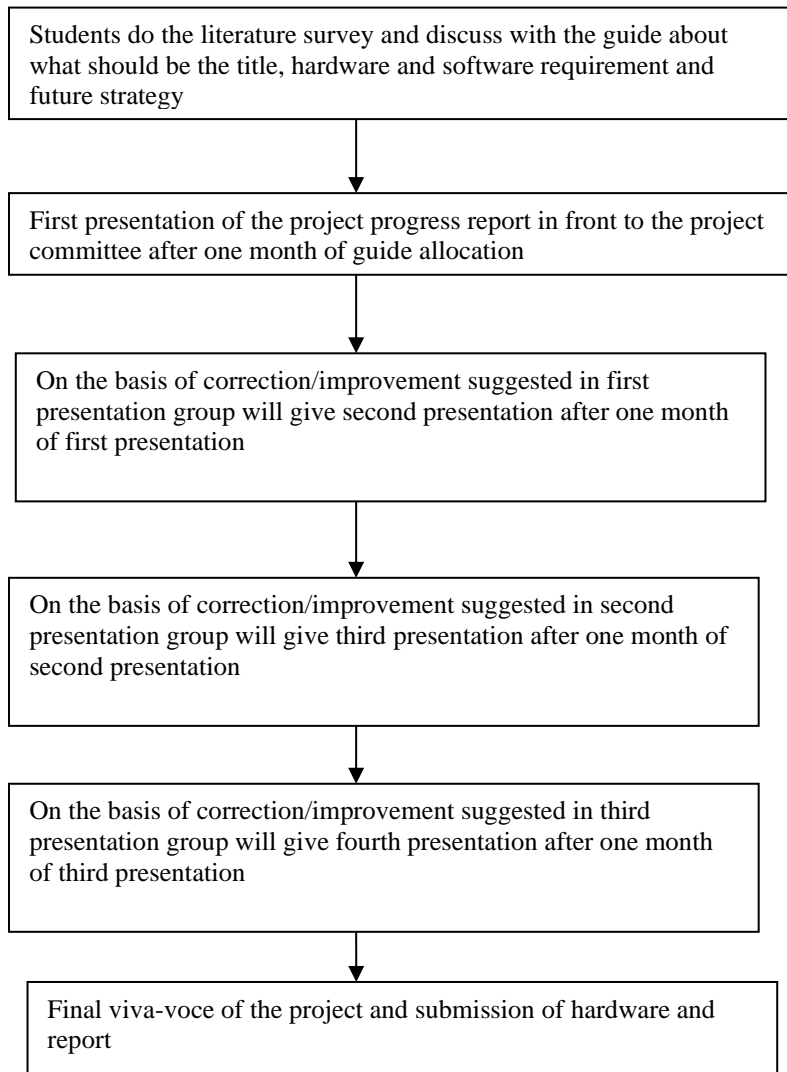 Students do the literature survey and discuss with the guide about
what should be the title, hardware and software requirement and
future strategy
First presentation of the project progress report in front to the project
committee after one month of guide allocation
On the basis of correction/improvement suggested in first
presentation group will give second presentation after one month
of first presentation
On the basis of correction/improvement suggested in second
presentation group will give third presentation after one month of
second presentation
On the basis of correction/improvement suggested in third
presentation group will give fourth presentation after one month
of third presentation
Final viva-voce of the project and submission of hardware and
report